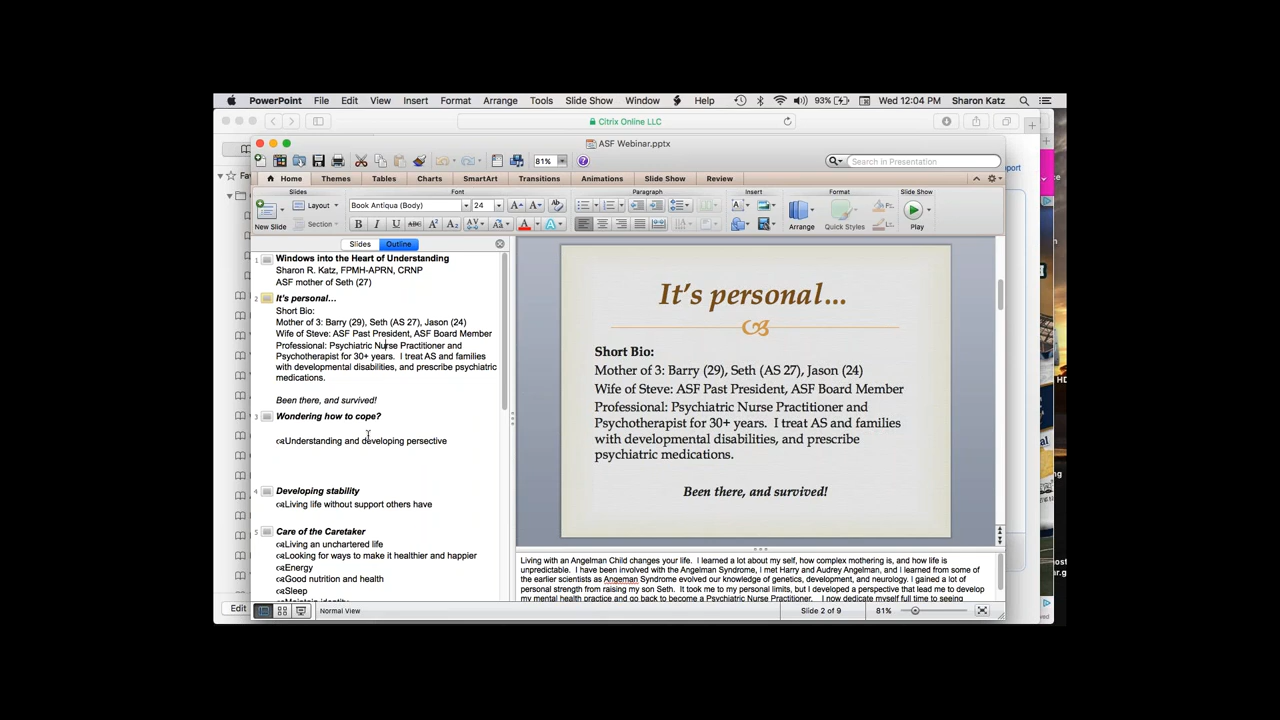 PowerPoint File Edit View Insert Format Arrange Tools Slide Show Window Help 93% Wed 12:04 PM Sharon Katz
Citrix Online LLC
ASF Webinar.pptx
81% Search in Presentation
Home Themes Tables Charts SmartArt Transitions Animations Slide Show Review
Slides Font Paragraph Insert Format Slide Show
Layout Book Antiqua (Body) 24
New Slide Section Arrange Quick Styles Play
Slides Outline
1 Windows into the Heart of Understanding
Sharon R. Katz, FPMH-APRN, CRNP
ASF mother of Seth (27)
2 It's personal…
Short Bio:
Mother of 3: Barry (29), Seth (AS 27), Jason (24)
Wife of Steve: ASF Past President, ASF Board Member
Professional: Psychiatric Nurse Practitioner and
Psychotherapist for 30+ years. I treat AS and families
with developmental disabilities, and prescribe psychiatric
medications.
Been there, and survived!
3 Wondering how to cope?
Understanding and developing persective
4 Developing stability
Living life without support others have
5 Care of the Caretaker
Living an unchartered life
Looking for ways to make it healthier and happier
Energy
Good nutrition and health
Sleep
Maintain identity
It's personal…
Short Bio:
Mother of 3: Barry (29), Seth (AS 27), Jason (24)
Wife of Steve: ASF Past President, ASF Board Member
Professional: Psychiatric Nurse Practitioner and
Psychotherapist for 30+ years. I treat AS and families
with developmental disabilities, and prescribe
psychiatric medications.
Been there, and survived!
Living with an Angelman Child changes your life. I learned a lot about my self, how complex mothering is, and how life is
unpredictable. I have been involved with the Angelman Syndrome, I met Harry and Audrey Angelman, and I learned from some of
the earlier scientists as Angeman Syndrome evolved our knowledge of genetics, development, and neurology. I gained a lot of
personal strength from raising my son Seth. It took me to my personal limits, but I developed a perspective that lead me to develop
my mental health practice and go back to become a Psychiatric Nurse Practitioner. I now dedicate myself full time to seeing
Edit Normal View Slide 2 of 9 81%